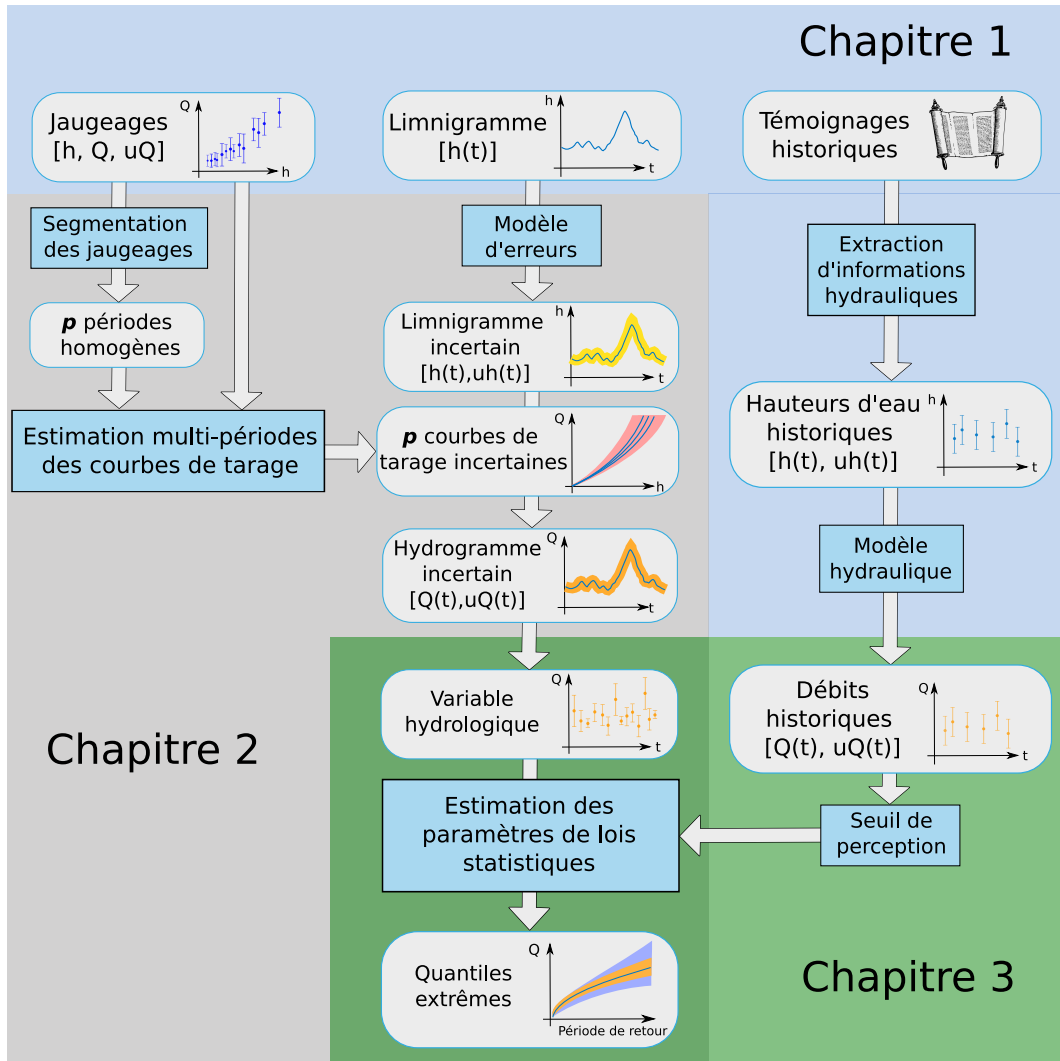 Chapitre 1
Jaugeages
[h, Q, uQ]
Q
h
Limnigramme
[h(t)]
h
t
Témoignages
historiques
Segmentation
des jaugeages
Modèle
d'erreurs
Extraction
d'informations
hydrauliques
p périodes
homogènes
Limnigramme
incertain
[h(t),uh(t)]
h
t
Estimation multi-périodes
des courbes de tarage
p courbes de
tarage incertaines
Q
h
Hauteurs d'eau
historiques
[h(t), uh(t)]
h
t
Hydrogramme
incertain
[Q(t),uQ(t)]
Q
t
Modèle
hydraulique
Chapitre 2
Variable
hydrologique
Q
t
Débits
historiques
[Q(t), uQ(t)]
Q
t
Estimation des
paramètres de lois
statistiques
Seuil de
perception
Quantiles
extrêmes
Q
Période de retour
Chapitre 3